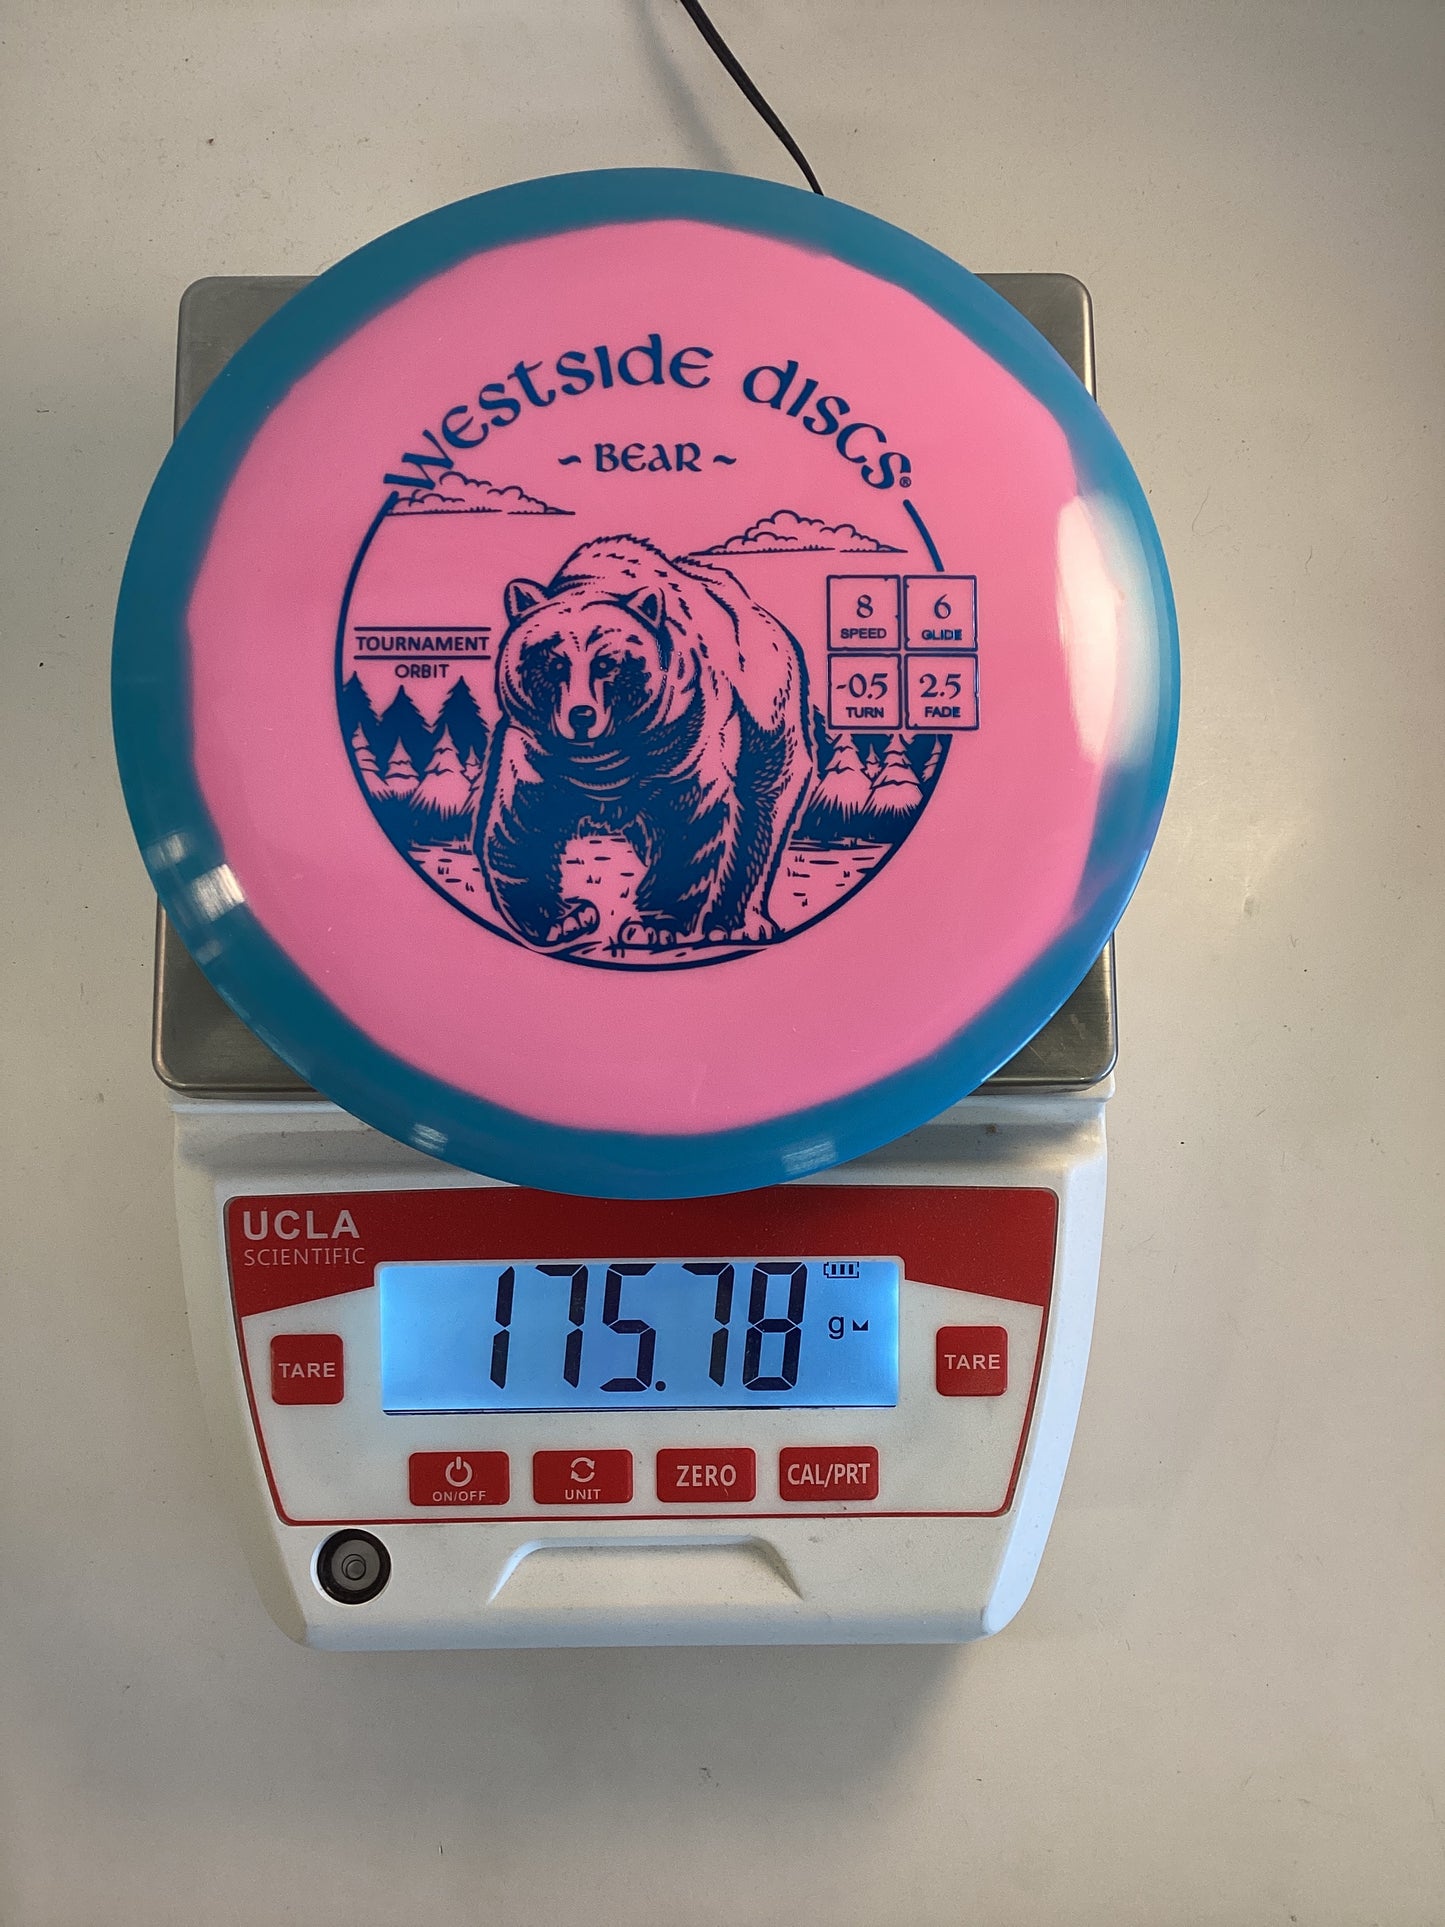 Westside Discs®
~ Bear ~
TOURNAMENT
ORBIT
8
SPEED
6
GLIDE
-0.5
TURN
2.5
FADE
UCLA
SCIENTIFIC
175.78
g
TARE
TARE
ON/OFF
UNIT
ZERO
CAL/PRT